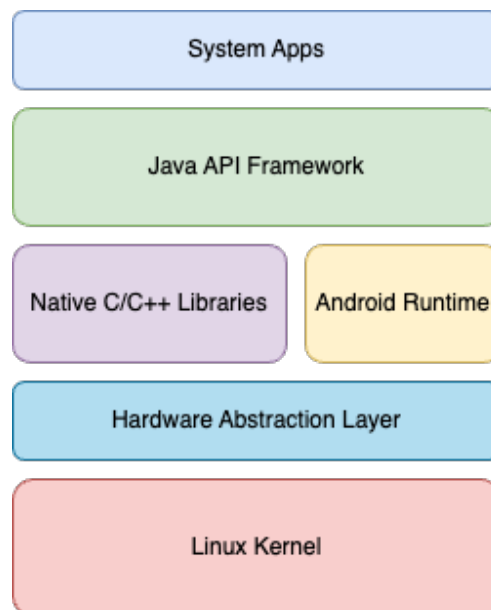 System Apps
Java API Framework
Native C/C++ Libraries
Android Runtime
Hardware Abstraction Layer
Linux Kernel